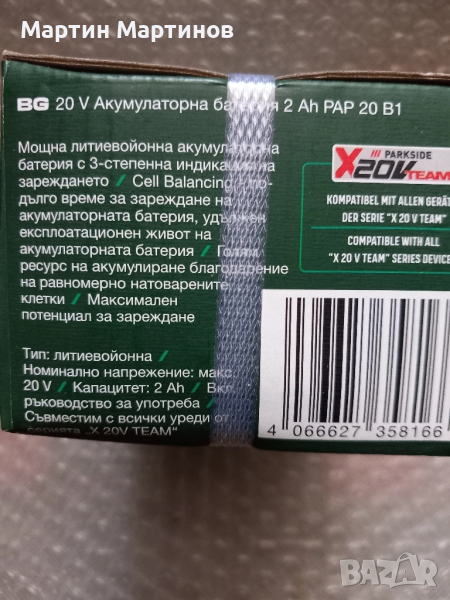 Мартин Мартинов
BG 20 V Акумулаторна батерия 2 Ah PAP 20 B1
Мощна литиевойонна акумулаторна
батерия с 3-степенна индикация на
зареждането / Cell Balancing - по-
дълго време за зареждане на
акумулаторната батерия, удължен
експлоатационен живот на
акумулаторната батерия / Голям
ресурс на акумулиране благодарение
на равномерно натоварените
клетки / Максимален
потенциал за зареждане
Тип: литиевойонна /
Номинално напрежение: макс.
20 V / Капацитет: 2 Ah / Вкл.
ръководство за употреба /
Съвместим с всички уреди от
серията „X 20V TEAM“
PARKSIDE
X20V TEAM
KOMPATIBEL MIT ALLEN GERÄT
DER SERIE "X 20 V TEAM"
COMPATIBLE WITH ALL
"X 20 V TEAM" SERIES DEVICE
4 066627 358166
bazar